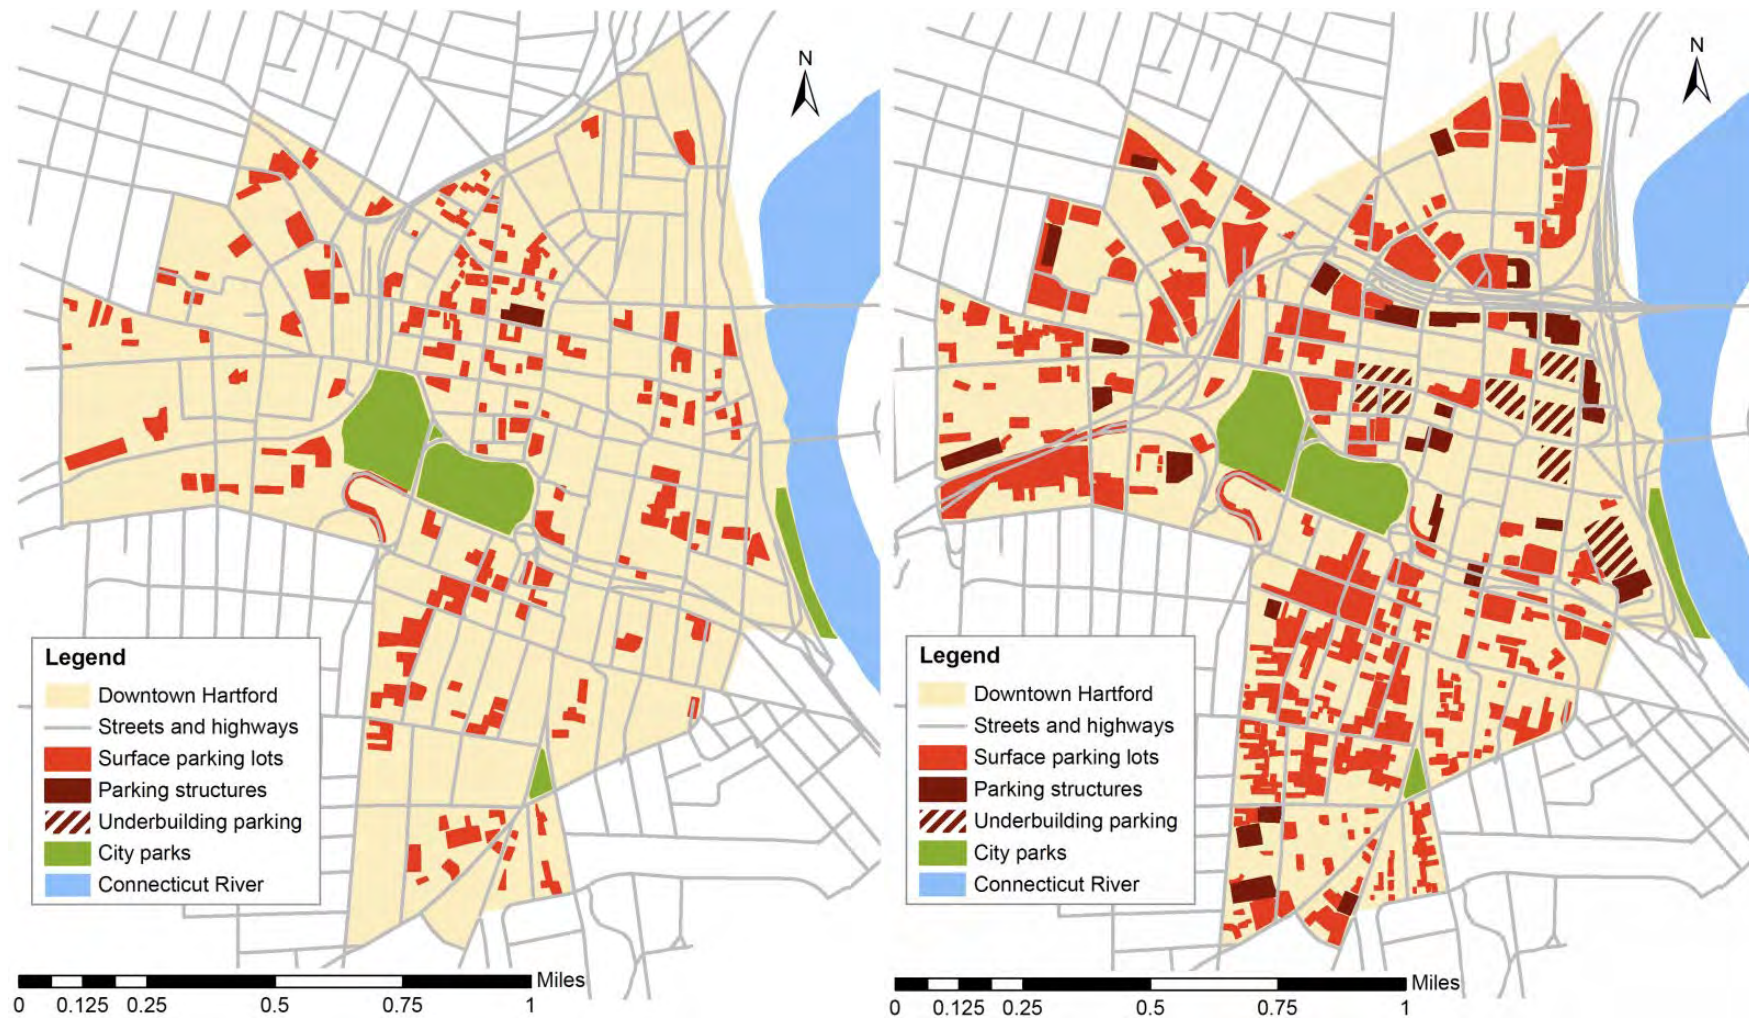 N
Legend
Downtown Hartford
Streets and highways
Surface parking lots
Parking structures
Underbuilding parking
City parks
Connecticut River
Miles
0 0.125 0.25 0.5 0.75 1
N
Legend
Downtown Hartford
Streets and highways
Surface parking lots
Parking structures
Underbuilding parking
City parks
Connecticut River
Miles
0 0.125 0.25 0.5 0.75 1